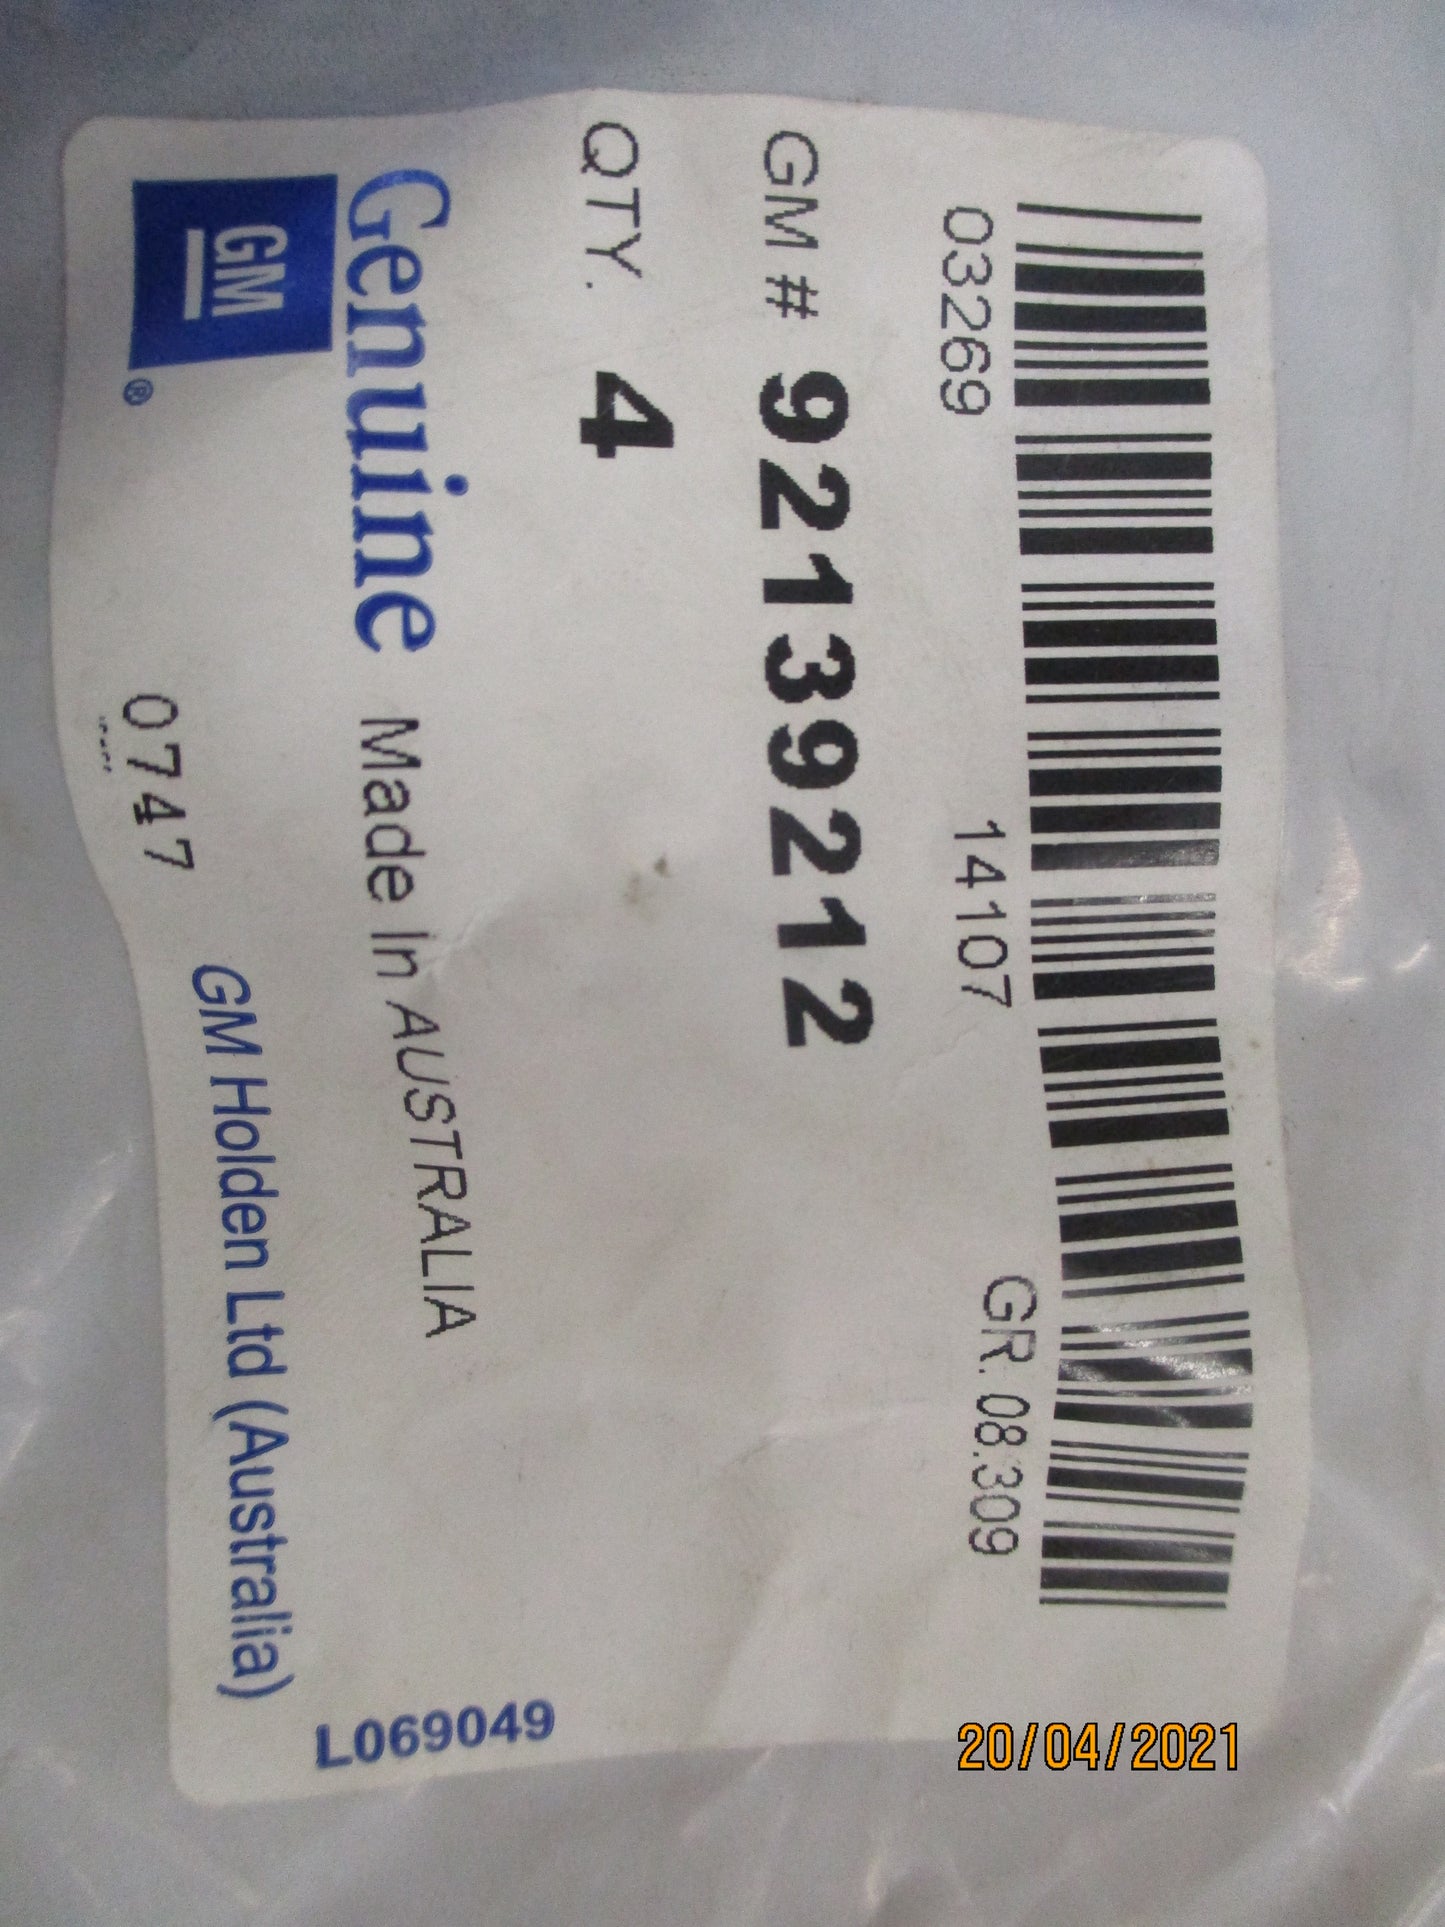 03269 14107 GR. 08.309
GM # 92139212
QTY. 4
Genuine Made In AUSTRALIA
GM
®
0747
GM Holden Ltd (Australia)
L069049
20/04/2021